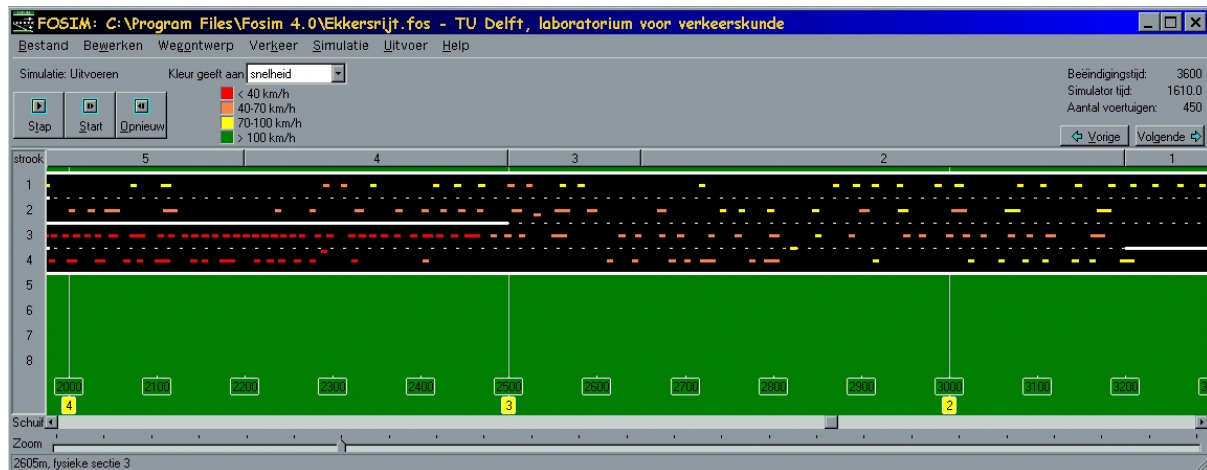 FOSIM: C:\Program Files\Fosim 4.0\Ekkersrijt.fos - TU Delft, laboratorium voor verkeerskunde
Bestand Bewerken Wegontwerp Verkeer Simulatie Uitvoer Help
Simulatie: Uitvoeren Kleur geeft aan snelheid
< 40 km/h
40-70 km/h
70-100 km/h
> 100 km/h
Stap Start Opnieuw
Beëindigingstijd: 3600
Simulator tijd: 1610.0
Aantal voertuigen: 450
Vorige Volgende
strook 5 4 3 2 1
1
2
3
4
5
6
7
8
2000 2100 2200 2300 2400 2500 2600 2700 2800 2900 3000 3100 3200
4 3 2
Schuif
Zoom
2605m, fysieke sectie 3